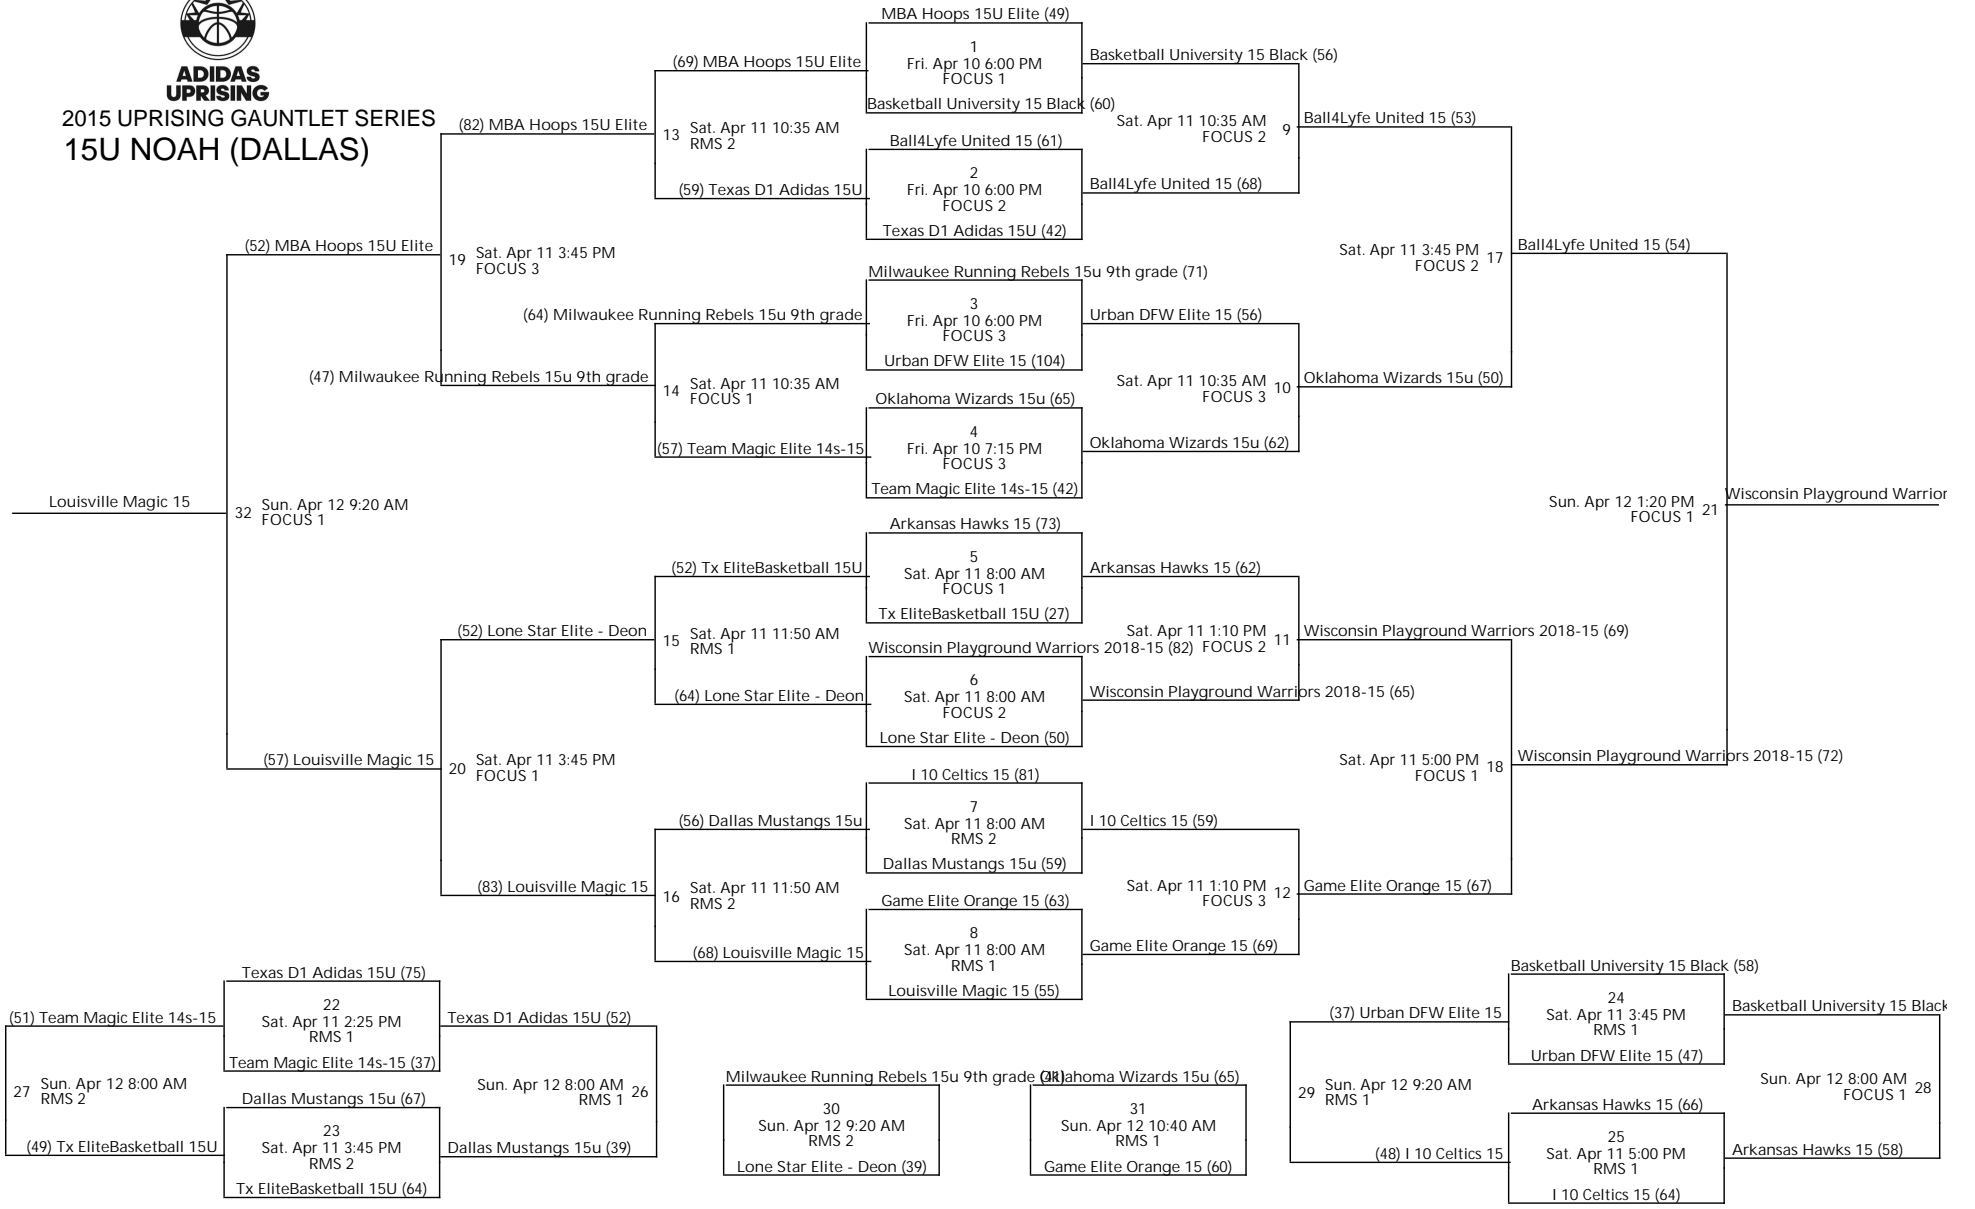 ADIDAS
UPRISING
2015 UPRISING GAUNTLET SERIES
15U NOAH (DALLAS)
MBA Hoops 15U Elite (49)
1
Fri. Apr 10 6:00 PM
FOCUS 1
Basketball University 15 Black (60)
(69) MBA Hoops 15U Elite
Basketball University 15 Black (56)
(82) MBA Hoops 15U Elite
13 Sat. Apr 11 10:35 AM
RMS 2
Sat. Apr 11 10:35 AM 9
FOCUS 2
Ball4Lyfe United 15 (53)
Ball4Lyfe United 15 (61)
2
Fri. Apr 10 6:00 PM
FOCUS 2
Texas D1 Adidas 15U (42)
(59) Texas D1 Adidas 15U
Ball4Lyfe United 15 (68)
(52) MBA Hoops 15U Elite
19 Sat. Apr 11 3:45 PM
FOCUS 3
Sat. Apr 11 3:45 PM 17
FOCUS 2
Ball4Lyfe United 15 (54)
Milwaukee Running Rebels 15u 9th grade (71)
3
Fri. Apr 10 6:00 PM
FOCUS 3
Urban DFW Elite 15 (104)
(64) Milwaukee Running Rebels 15u 9th grade
Urban DFW Elite 15 (56)
(47) Milwaukee Running Rebels 15u 9th grade
14 Sat. Apr 11 10:35 AM
FOCUS 1
Sat. Apr 11 10:35 AM 10
FOCUS 3
Oklahoma Wizards 15u (50)
Oklahoma Wizards 15u (65)
4
Fri. Apr 10 7:15 PM
FOCUS 3
Team Magic Elite 14s-15 (42)
(57) Team Magic Elite 14s-15
Oklahoma Wizards 15u (62)
Louisville Magic 15
32 Sun. Apr 12 9:20 AM
FOCUS 1
Sun. Apr 12 1:20 PM 21
FOCUS 1
Wisconsin Playground Warrior
Arkansas Hawks 15 (73)
5
Sat. Apr 11 8:00 AM
FOCUS 1
Tx EliteBasketball 15U (27)
(52) Tx EliteBasketball 15U
Arkansas Hawks 15 (62)
(52) Lone Star Elite - Deon
15 Sat. Apr 11 11:50 AM
RMS 1
Sat. Apr 11 1:10 PM 11
FOCUS 2
Wisconsin Playground Warriors 2018-15 (69)
Wisconsin Playground Warriors 2018-15 (82)
6
Sat. Apr 11 8:00 AM
FOCUS 2
Lone Star Elite - Deon (50)
(64) Lone Star Elite - Deon
Wisconsin Playground Warriors 2018-15 (65)
(57) Louisville Magic 15
20 Sat. Apr 11 3:45 PM
FOCUS 1
Sat. Apr 11 5:00 PM 18
FOCUS 1
Wisconsin Playground Warriors 2018-15 (72)
I 10 Celtics 15 (81)
7
Sat. Apr 11 8:00 AM
RMS 2
Dallas Mustangs 15u (59)
(56) Dallas Mustangs 15u
I 10 Celtics 15 (59)
(83) Louisville Magic 15
16 Sat. Apr 11 11:50 AM
RMS 2
Sat. Apr 11 1:10 PM 12
FOCUS 3
Game Elite Orange 15 (67)
Game Elite Orange 15 (63)
8
Sat. Apr 11 8:00 AM
RMS 1
Louisville Magic 15 (55)
(68) Louisville Magic 15
Game Elite Orange 15 (69)
Texas D1 Adidas 15U (75)
22
Sat. Apr 11 2:25 PM
RMS 1
Team Magic Elite 14s-15 (37)
(51) Team Magic Elite 14s-15
Texas D1 Adidas 15U (52)
27 Sun. Apr 12 8:00 AM
RMS 2
Sun. Apr 12 8:00 AM 26
RMS 1
Dallas Mustangs 15u (67)
23
Sat. Apr 11 3:45 PM
RMS 2
Tx EliteBasketball 15U (64)
(49) Tx EliteBasketball 15U
Dallas Mustangs 15u (39)
Milwaukee Running Rebels 15u 9th grade
30
Sun. Apr 12 9:20 AM
RMS 2
Lone Star Elite - Deon (39)
Oklahoma Wizards 15u (65)
31
Sun. Apr 12 10:40 AM
RMS 1
Game Elite Orange 15 (60)
Basketball University 15 Black (58)
24
Sat. Apr 11 3:45 PM
RMS 1
Urban DFW Elite 15 (47)
(37) Urban DFW Elite 15
Basketball University 15 Black
29 Sun. Apr 12 9:20 AM
RMS 1
Sun. Apr 12 8:00 AM 28
FOCUS 1
Arkansas Hawks 15 (66)
25
Sat. Apr 11 5:00 PM
RMS 1
I 10 Celtics 15 (64)
(48) I 10 Celtics 15
Arkansas Hawks 15 (58)